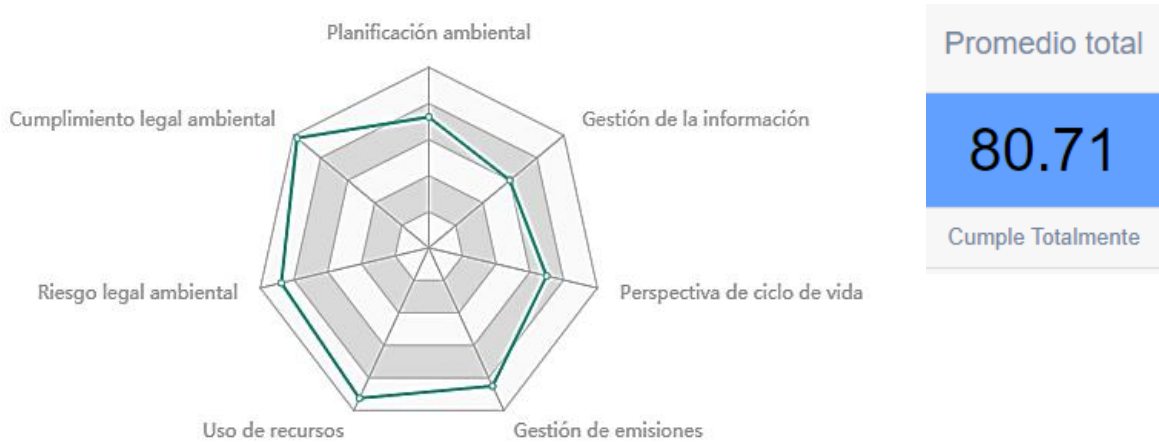 Planificación ambiental
Cumplimiento legal ambiental
Gestión de la información
Riesgo legal ambiental
Perspectiva de ciclo de vida
Uso de recursos
Gestión de emisiones
Promedio total
80.71
Cumple Totalmente